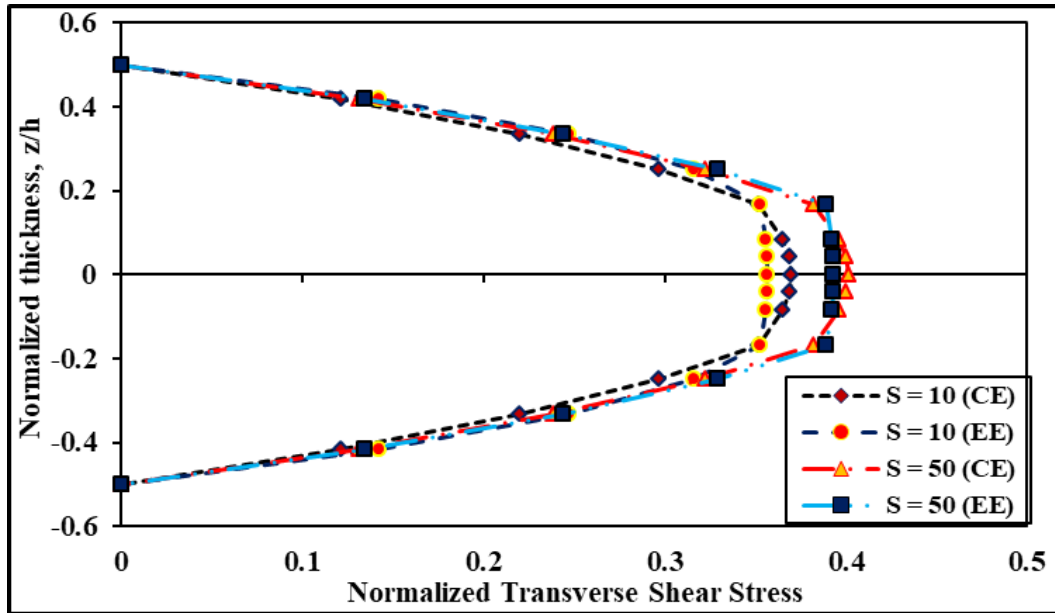 0.6
0.4
0.2
0
-0.2
-0.4
-0.6
Normalized thickness, z/h
S = 10 (CE)
S = 10 (EE)
S = 50 (CE)
S = 50 (EE)
0 0.1 0.2 0.3 0.4 0.5
Normalized Transverse Shear Stress